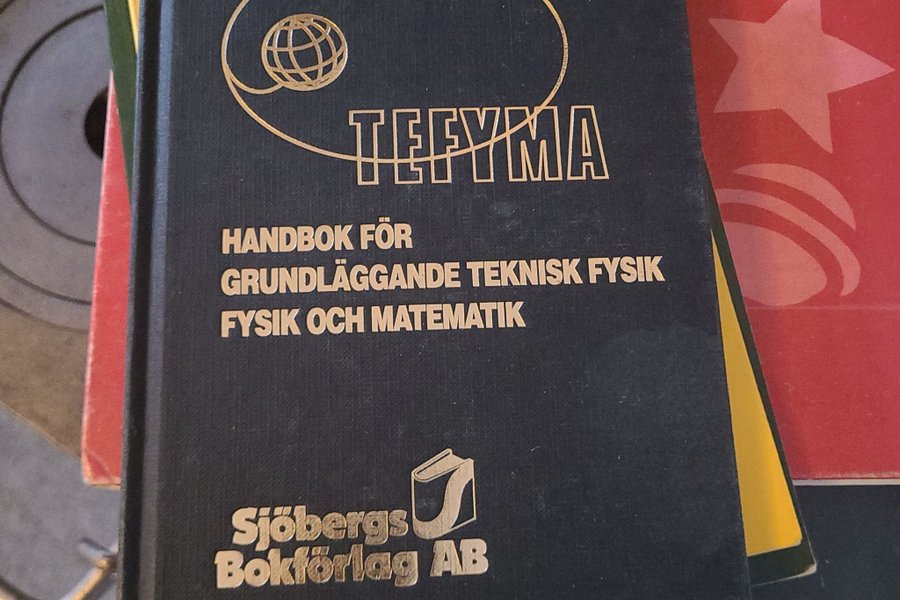 TEFYMA
HANDBOK FÖR
GRUNDLÄGGANDE TEKNISK FYSIK
FYSIK OCH MATEMATIK
Sjöbergs
Bokförlag AB